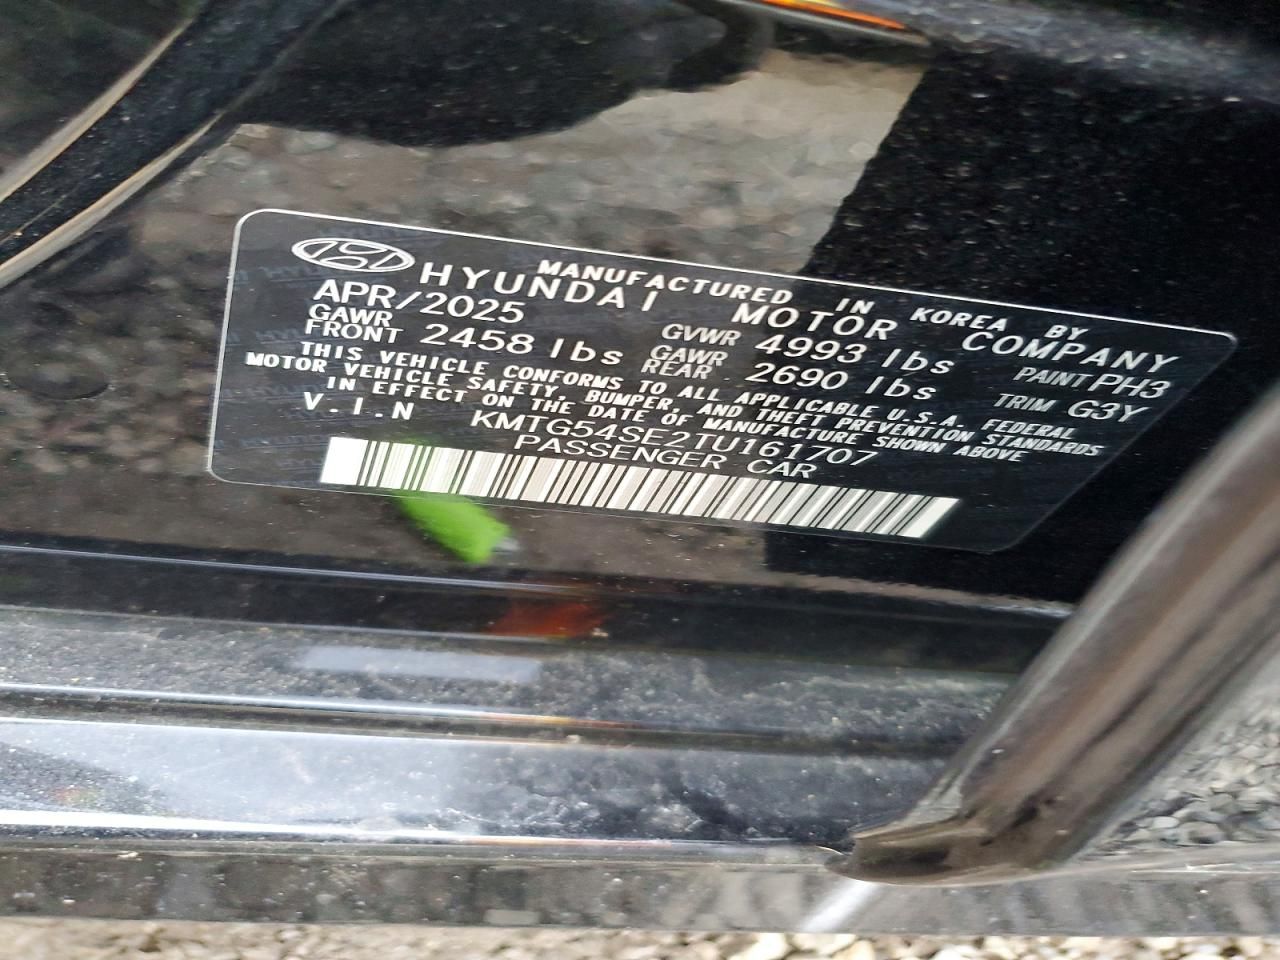 MANUFACTURED IN KOREA BY
HYUNDAI MOTOR COMPANY
APR/2025 GVWR 4993 lbs PAINT PH3
GAWR FRONT 2458 lbs GAWR REAR 2690 lbs TRIM G3Y
THIS VEHICLE CONFORMS TO ALL APPLICABLE U.S.A. FEDERAL
MOTOR VEHICLE SAFETY, BUMPER, AND THEFT PREVENTION STANDARDS
IN EFFECT ON THE DATE OF MANUFACTURE SHOWN ABOVE
V.I.N KMTG54SE2TU161707
PASSENGER CAR